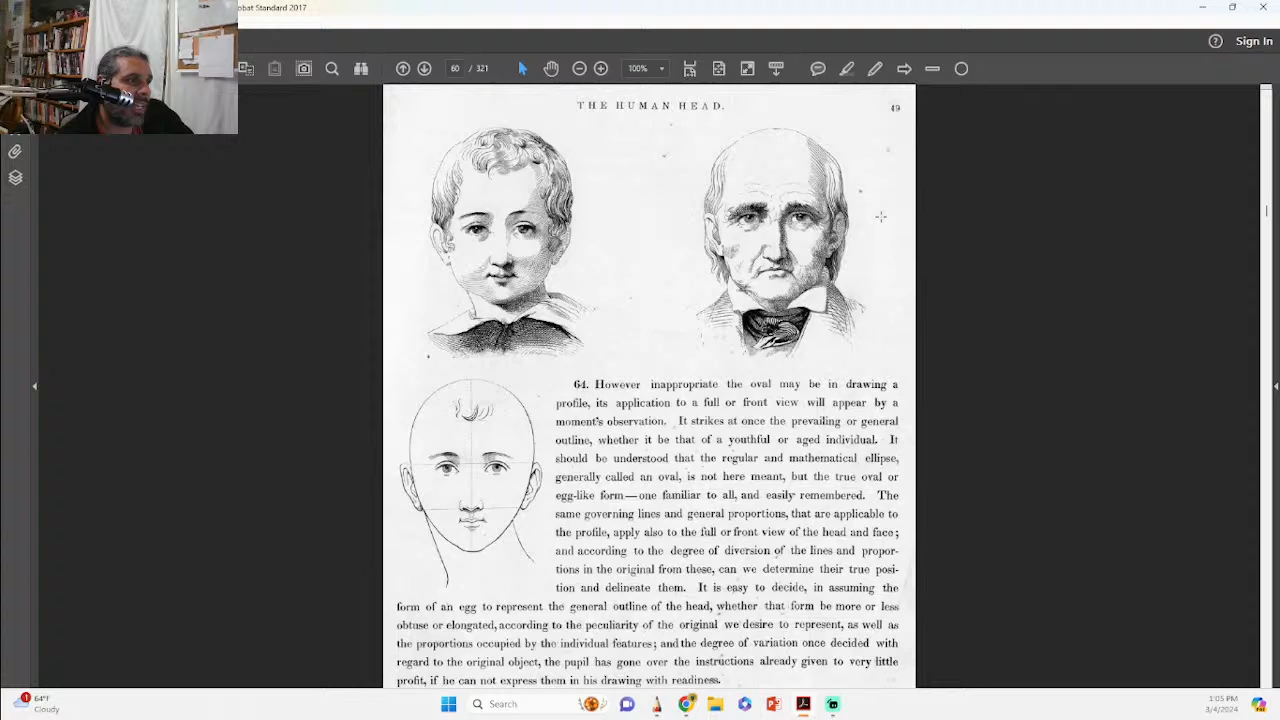 obat Standard 2017
Sign In
60 / 321
100%
THE HUMAN HEAD.
49
64. However inappropriate the oval may be in drawing a
profile, its application to a full or front view will appear by a
moment's observation. It strikes at once the prevailing or general
outline, whether it be that of a youthful or aged individual. It
should be understood that the regular and mathematical ellipse,
generally called an oval, is not here meant, but the true oval or
egg-like form—one familiar to all, and easily remembered. The
same governing lines and general proportions, that are applicable to
the profile, apply also to the full or front view of the head and face;
and according to the degree of diversion of the lines and propor-
tions in the original from these, can we determine their true posi-
tion and delineate them. It is easy to decide, in assuming the
form of an egg to represent the general outline of the head, whether that form be more or less
obtuse or elongated, according to the peculiarity of the original we desire to represent, as well as
the proportions occupied by the individual features; and the degree of variation once decided with
regard to the original object, the pupil has gone over the instructions already given to very little
profit, if he can not express them in his drawing with readiness.
1
64°F
Cloudy
Search
1:05 PM
3/4/2024